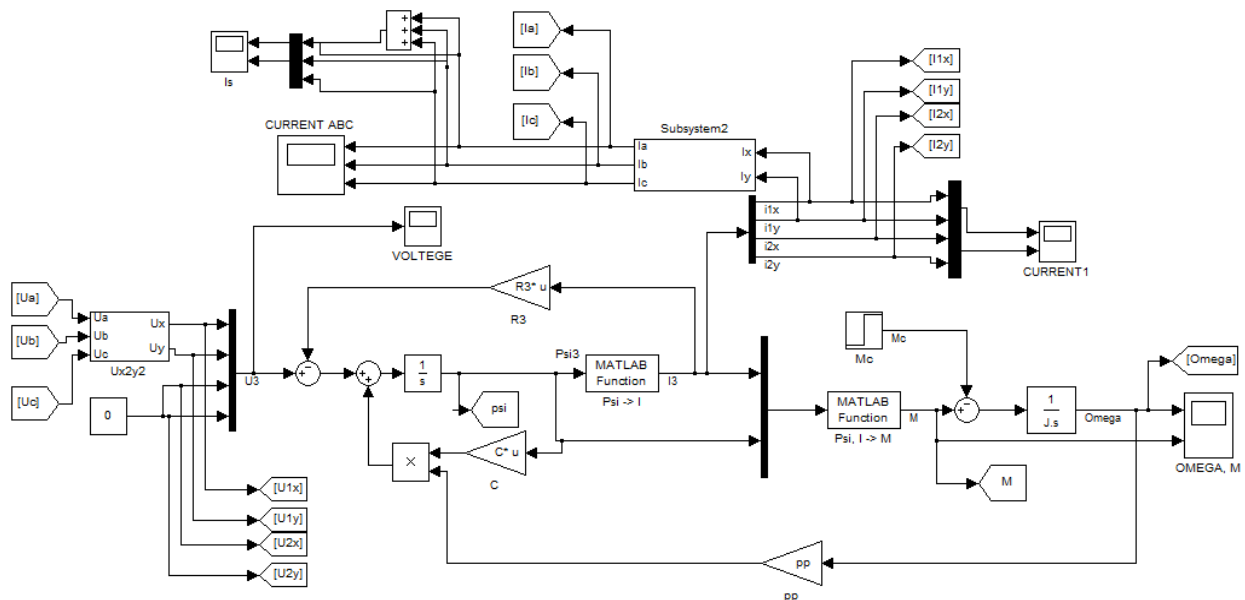 [Ia]
[I1x]
+
+
+
[Ib]
[I1y]
Is
[I2x]
[Ic]
CURRENT ABC
Subsystem2
[I2y]
Ia
Ix
Ib
Iy
Ic
i1x
i1y
i2x
i2y
VOLTEGE
CURRENT1
R3* u
R3
[Ua]
Ua
Ux
Mc
Mc
[Ub]
Ub
Uy
Uc
Ux2y2
Psi3
[Omega]
U3
1
s
MATLAB
Function
I3
Psi -> I
[Uc]
0
psi
MATLAB
Function
M
Psi, I -> M
1
J.s
Omega
C* u
C
×
OMEGA, M
M
[U1x]
[U1y]
[U2x]
[U2y]
pp
pp